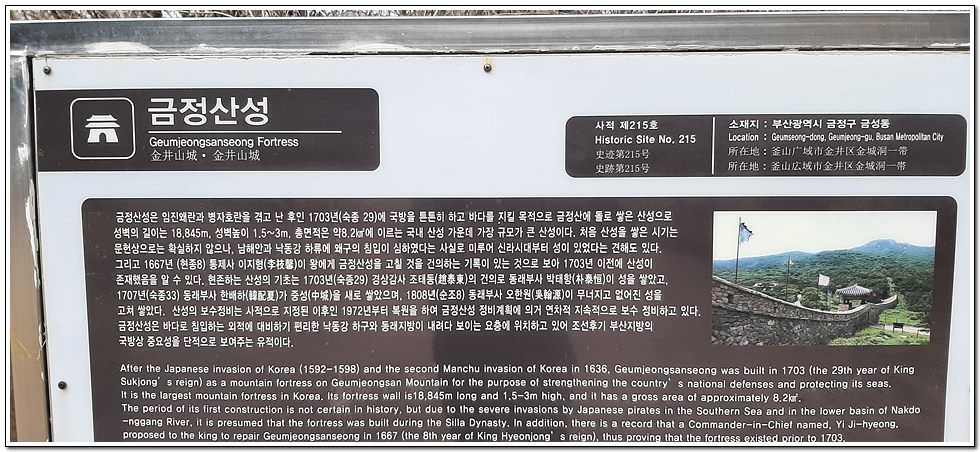 금정산성
Geumjeongsanseong Fortress
金井山城 · 金井山城
사적 제215호
Historic Site No. 215
史迹第215号
史跡第215号
소재지 : 부산광역시 금정구 금성동
Location : Geumseong-dong, Geumjeong-gu, Busan Metropolitan City
所在地 : 釜山广域市金井区金城洞一带
所在地 : 釜山広域市金井区金城洞一帯
금정산성은 임진왜란과 병자호란을 겪고 난 후인 1703년(숙종 29)에 국방을 튼튼히 하고 바다를 지킬 목적으로 금정산에 돌로 쌓은 산성으로
성벽의 길이는 18,845m, 성벽높이 1.5~3m, 총면적은 약8.2㎢에 이르는 국내 산성 가운데 가장 규모가 큰 산성이다. 처음 산성을 쌓은 시기는
문헌상으로는 확실하지 않으나, 남해안과 낙동강 하류에 왜구의 침입이 심하였다는 사실로 미루어 신라시대부터 성이 있었다는 견해도 있다.
그리고 1667년 (현종8) 통제사 이지형(李枝馨)이 왕에게 금정산성을 고칠 것을 건의하는 기록이 있는 것으로 보아 1703년 이전에 산성이
존재했음을 알 수 있다. 현존하는 산성의 기초는 1703년(숙종29) 경상감사 조태동(趙泰東)의 건의로 동래부사 박태항(朴泰恒)이 성을 쌓았고,
1707년(숙종33) 동래부사 한배하(韓配夏)가 중성(中城)을 새로 쌓았으며, 1808년(순조8) 동래부사 오한원(吳翰源)이 무너지고 없어진 성을
고쳐 쌓았다. 산성의 보수정비는 사적으로 지정된 이후인 1972년부터 복원을 하여 금정산성 정비계획에 의거 연차적 지속적으로 보수 정비하고 있다.
금정산성은 바다로 침입하는 외적에 대비하기 편리한 낙동강 하구와 동래지방이 내려다 보이는 요충에 위치하고 있어 조선후기 부산지방의
국방상 중요성을 단적으로 보여주는 유적이다.
After the Japanese invasion of Korea (1592-1598) and the second Manchu invasion of Korea in 1636, Geumjeongsanseong was built in 1703 (the 29th year of King
Sukjong's reign) as a mountain fortress on Geumjeongsan Mountain for the purpose of strengthening the country's national defenses and protecting its seas.
It is the largest mountain fortress in Korea. Its fortress wall is18,845m long and 1.5-3m high, and it has a gross area of approximately 8.2㎢.
The period of its first construction is not certain in history, but due to the severe invasions by Japanese pirates in the Southern Sea and in the lower basin of Nakdo
-nggang River, it is presumed that the fortress was built during the Silla Dynasty. In addition, there is a record that a Commander-in-Chief named, Yi Ji-hyeong,
proposed to the king to repair Geumjeongsanseong in 1667 (the 8th year of King Hyeonjong's reign), thus proving that the fortress existed prior to 1703.